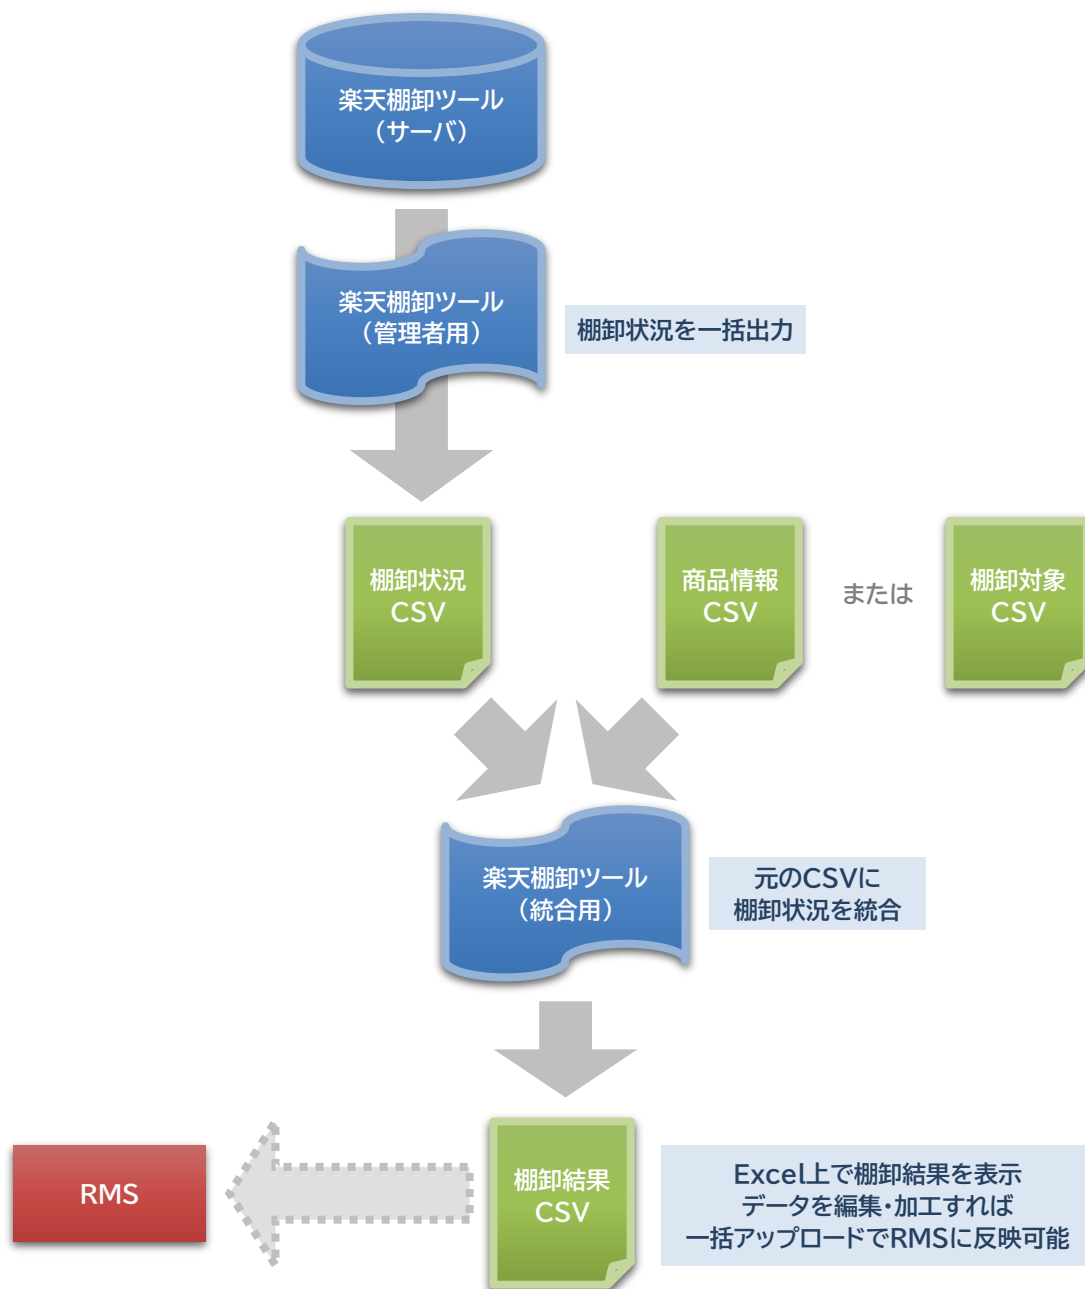 楽天棚卸ツール
（サーバ）
楽天棚卸ツール
（管理者用）
棚卸状況を一括出力
棚卸状況
CSV
商品情報
CSV
または
棚卸対象
CSV
楽天棚卸ツール
（統合用）
元のCSVに
棚卸状況を統合
RMS
棚卸結果
CSV
Excel上で棚卸結果を表示
データを編集・加工すれば
一括アップロードでRMSに反映可能